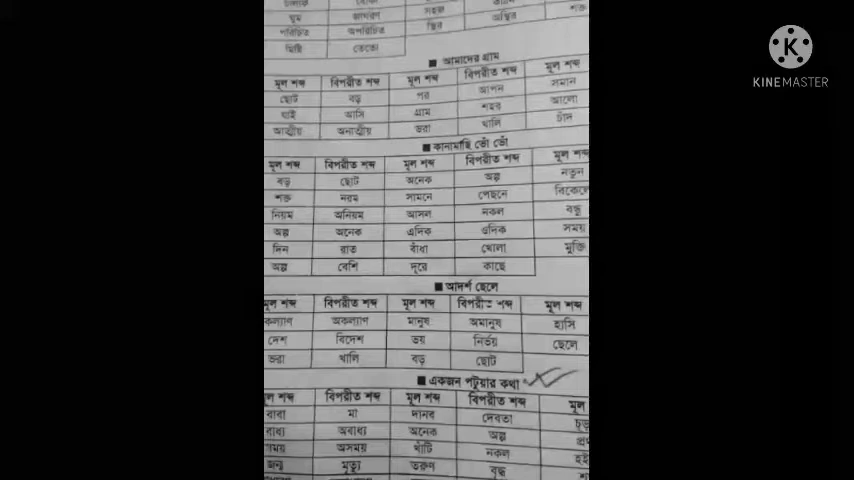 ঘুম জাগরণ সহজ
পরিচিত অপরিচিত স্থির অস্থির শক্ত
মিষ্টি তেতো
■ আমাদের গ্রাম
মূল শব্দ বিপরীত শব্দ মূল শব্দ বিপরীত শব্দ মূল শব্দ
ছোট বড় পর আপন সমান
যাই আসি গ্রাম শহর আলো
আত্মীয় অনাত্মীয় ভরা খালি চাঁদ
■ কানামাছি ভোঁ ভোঁ
মূল শব্দ বিপরীত শব্দ মূল শব্দ বিপরীত শব্দ মূল শব্দ
বড় ছোট অনেক অল্প নতুন
শক্ত নরম সামনে পেছনে বিকেলে
নিয়ম অনিয়ম আসল নকল বন্ধু
অল্প অনেক এদিক ওদিক সময়
দিন রাত বাঁধা খোলা মুক্তি
অল্প বেশি দূরে কাছে
■ আদর্শ ছেলে
মূল শব্দ বিপরীত শব্দ মূল শব্দ বিপরীত শব্দ মূল শব্দ
কল্যাণ অকল্যাণ মানুষ অমানুষ হাসি
দেশ বিদেশ ভয় নির্ভয় ছেলে
ভরা খালি বড় ছোট
■ একজন পটুয়ার কথা
মূল শব্দ বিপরীত শব্দ মূল শব্দ বিপরীত শব্দ মূল
বাবা মা দানব দেবতা
বাধ্য অবাধ্য অনেক অল্প
সময় অসময় খাঁটি নকল
জন্ম মৃত্যু তরুণ বৃদ্ধ
K
KINEMASTER